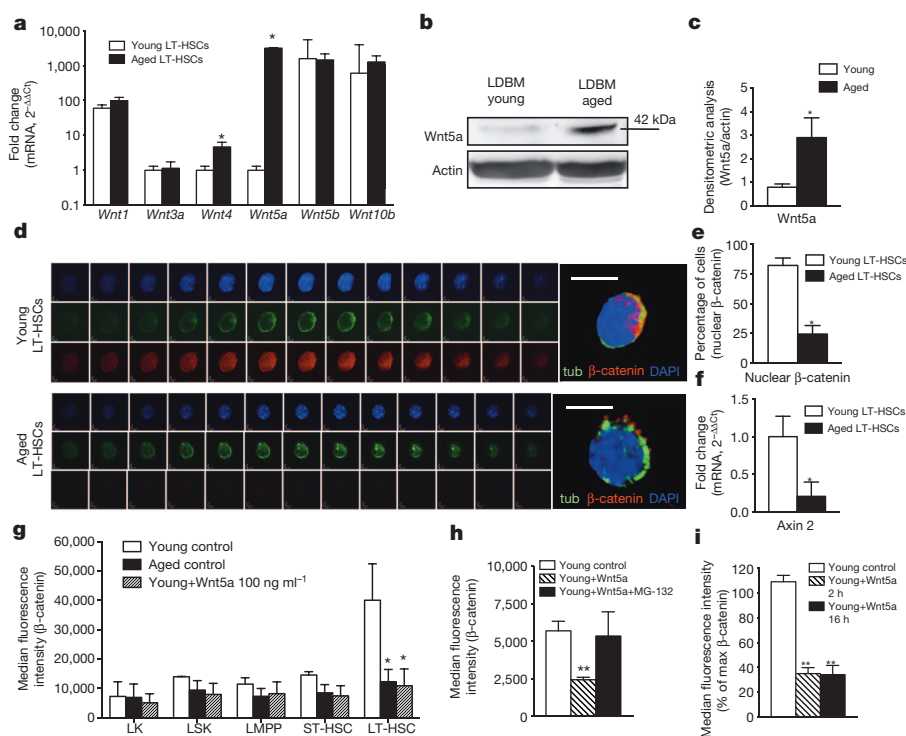 a
10,000
1,000
100
10
1
0.1
Fold change
(mRNA, 2−ΔΔCt)
Young LT-HSCs
Aged LT-HSCs
*
*
Wnt1 Wnt3a Wnt4 Wnt5a Wnt5b Wnt10b
b
LDBM young
LDBM aged
42 kDa
Wnt5a
Actin
c
Young
Aged
Densitometric analysis
(Wnt5a/actin)
5
4
3
2
1
0
*
Wnt5a
d
Young
LT-HSCs
tub β-catenin DAPI
Aged
LT-HSCs
tub β-catenin DAPI
e
Percentage of cells
(nuclear β-catenin)
100
75
50
25
0
Young LT-HSCs
Aged LT-HSCs
*
Nuclear β-catenin
f
Fold change
(mRNA, 2−ΔΔCt)
1.5
1.0
0.5
0.0
Young LT-HSCs
Aged LT-HSCs
*
Axin 2
g
Median fluorescence
intensity (β-catenin)
60,000
50,000
40,000
30,000
20,000
10,000
0
Young control
Aged control
Young+Wnt5a 100 ng ml−1
* *
LK LSK LMPP ST-HSC LT-HSC
h
Median fluorescence
intensity (β-catenin)
10,000
7,500
5,000
2,500
0
Young control
Young+Wnt5a
Young+Wnt5a+MG-132
**
i
Median fluorescence intensity
(% of max β-catenin)
120
100
80
60
40
20
0
Young control
Young+Wnt5a
2 h
Young+Wnt5a
16 h
** **